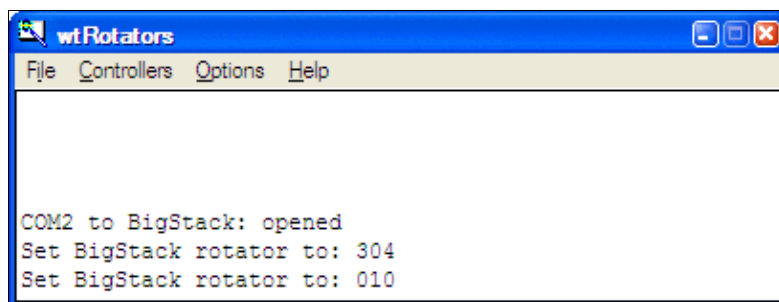 wtRotators
File Controllers Options Help
COM2 to BigStack: opened
Set BigStack rotator to: 304
Set BigStack rotator to: 010